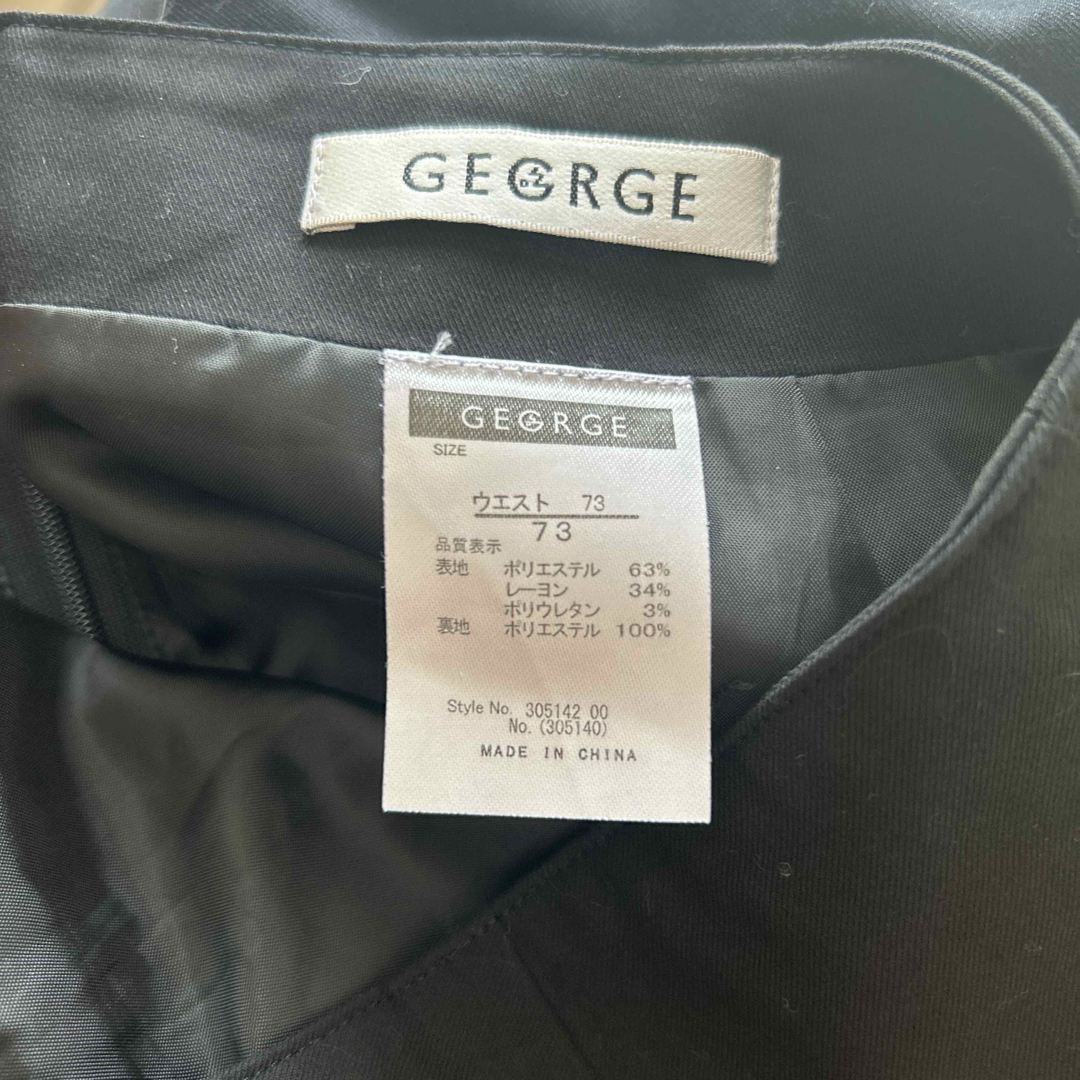 GEORGE
GEORGE
SIZE
ウエスト 73
73
品質表示
表地 ポリエステル 63%
レーヨン 34%
ポリウレタン 3%
裏地 ポリエステル 100%
Style No. 305142 00
No. (305140)
MADE IN CHINA